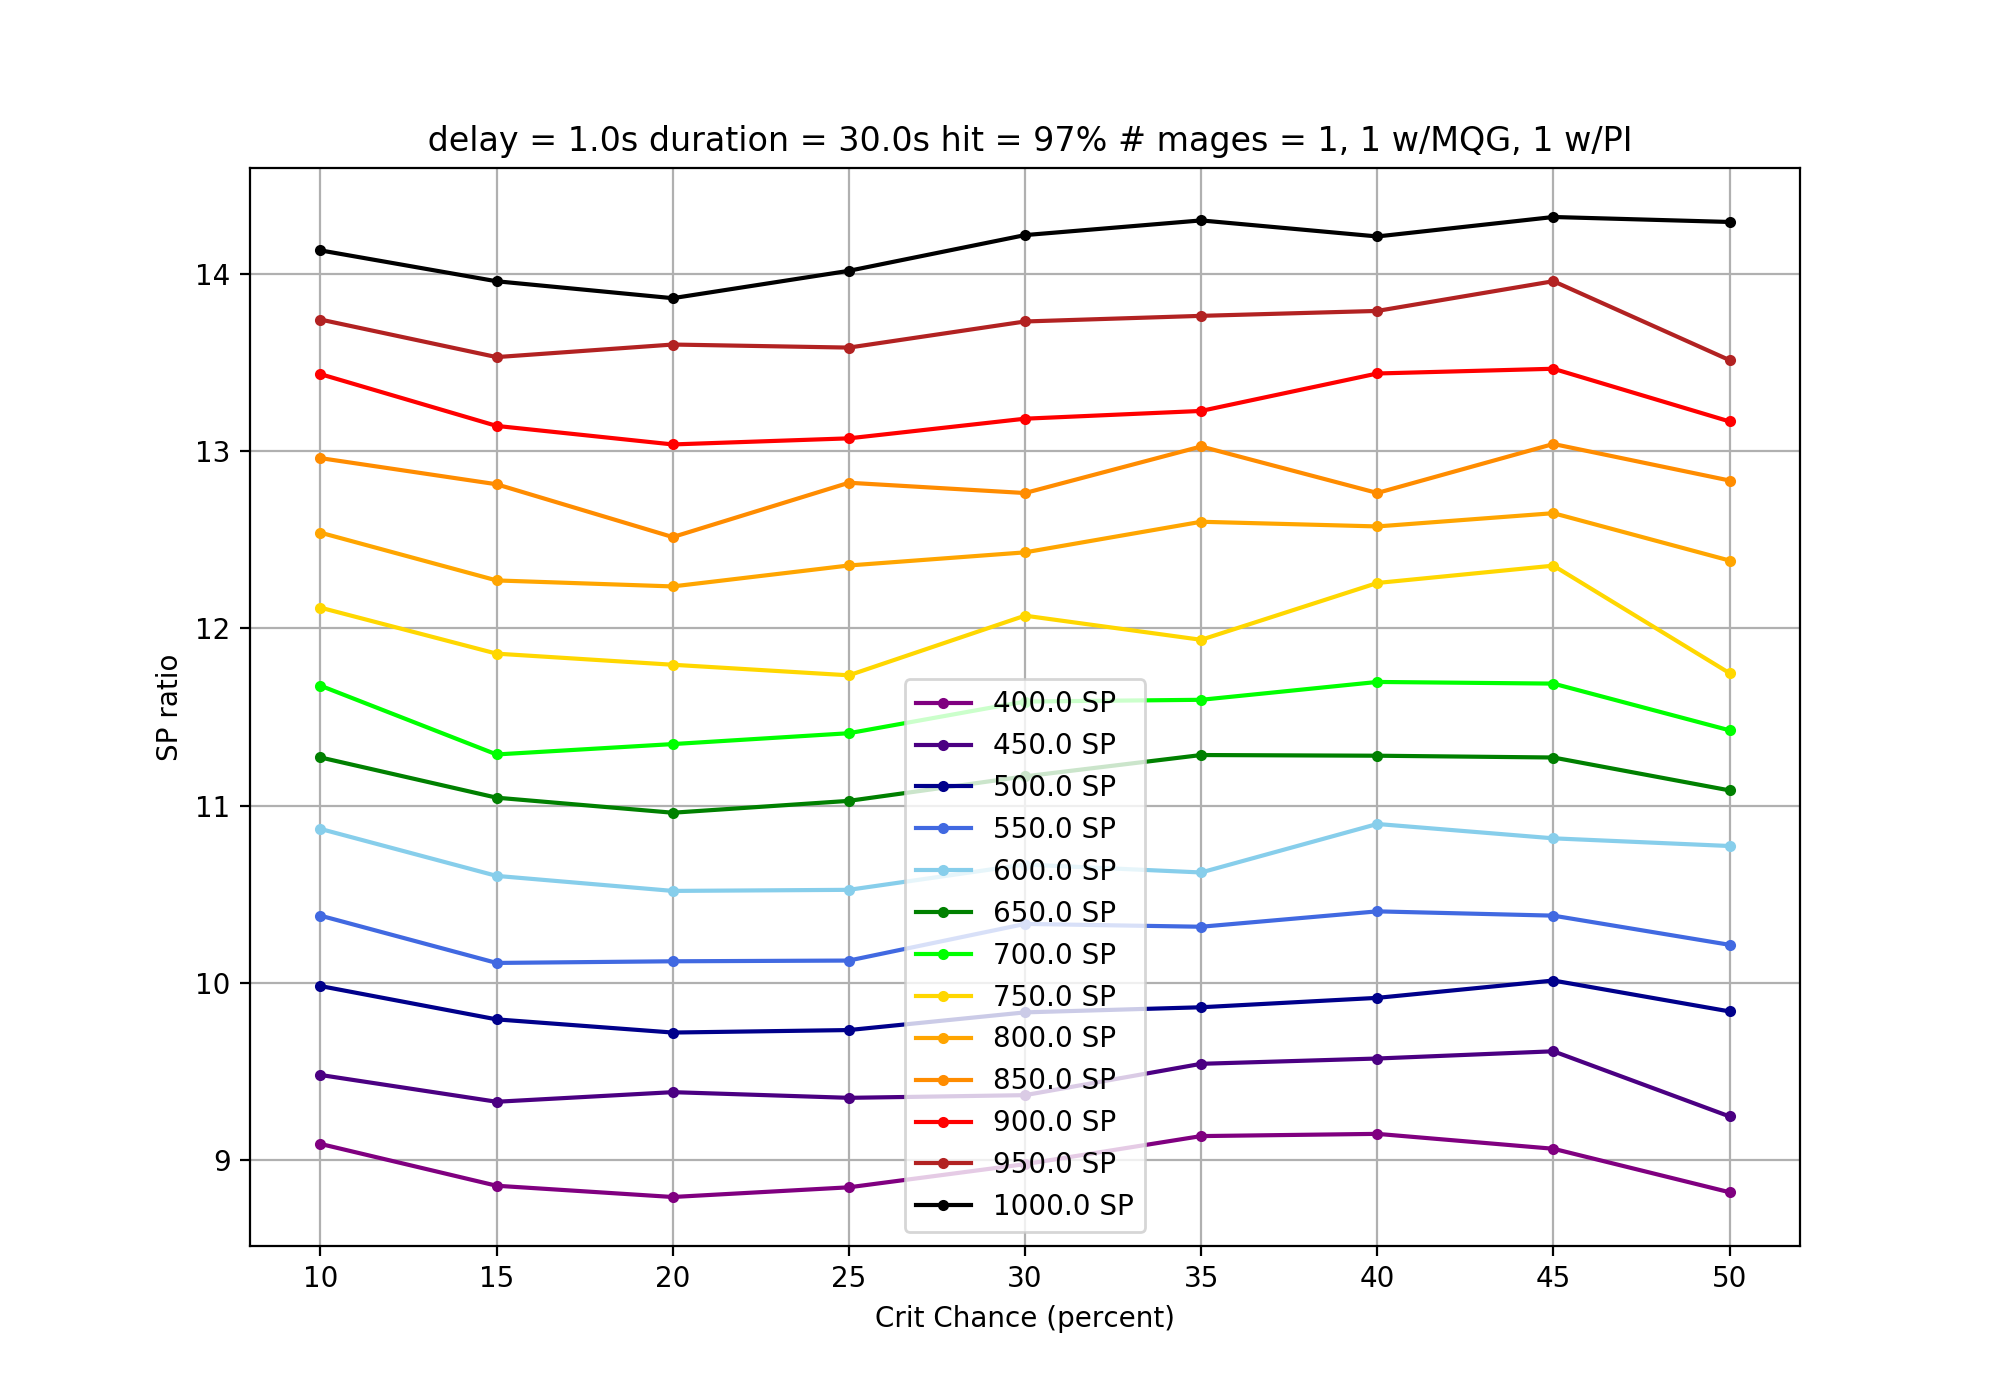 delay = 1.0s duration = 30.0s hit = 97% # mages = 1, 1 w/MQG, 1 w/PI
SP ratio
14
13
12
11
10
9
400.0 SP
450.0 SP
500.0 SP
550.0 SP
600.0 SP
650.0 SP
700.0 SP
750.0 SP
800.0 SP
850.0 SP
900.0 SP
950.0 SP
1000.0 SP
10 15 20 25 30 35 40 45 50
Crit Chance (percent)